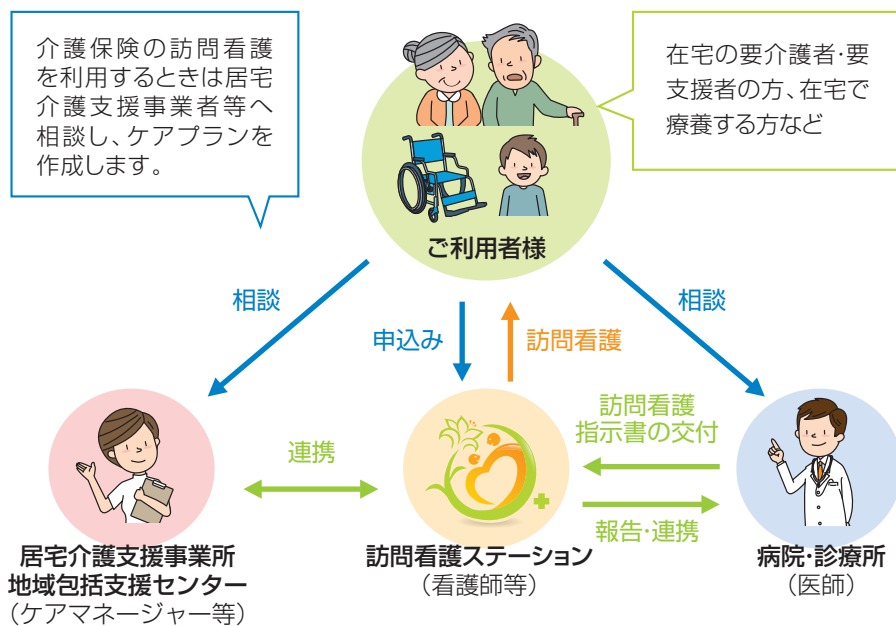 介護保険の訪問看護
を利用するときは居宅
介護支援事業者等へ
相談し、ケアプランを
作成します。
在宅の要介護者・要
支援者の方、在宅で
療養する方など
ご利用者様
相談
申込み
訪問看護
相談
連携
訪問看護
指示書の交付
報告・連携
居宅介護支援事業所
地域包括支援センター
(ケアマネージャー等)
訪問看護ステーション
(看護師等)
病院・診療所
(医師)